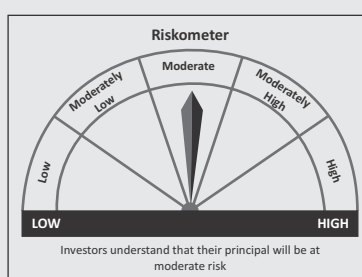 Riskometer
Moderate
Moderately
Low
Moderately
High
Low
High
LOW
HIGH
Investors understand that their principal will be at
moderate risk